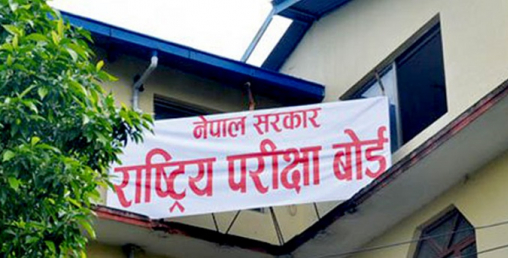 नेपाल सरकार
राष्ट्रिय परीक्षा बोर्ड